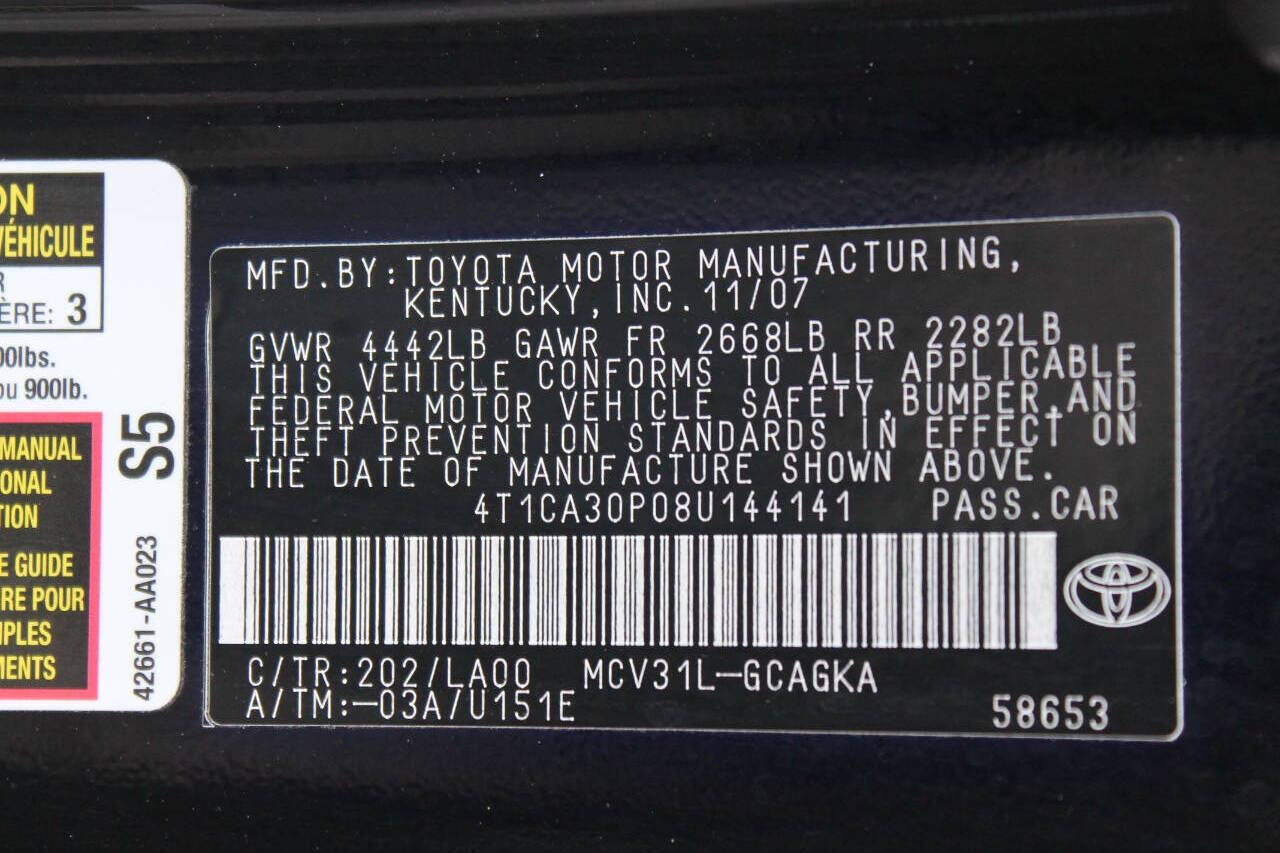 ON
VÉHICULE
R
ÈRE: 3
00lbs.
ou 900lb.
MANUAL
ONAL
TION
E GUIDE
RE POUR
IPLES
MENTS
S5
42661-AA023
MFD.BY:TOYOTA MOTOR MANUFACTURING,
KENTUCKY,INC.11/07
GVWR 4442LB GAWR FR 2668LB RR 2282LB
THIS VEHICLE CONFORMS TO ALL APPLICABLE
FEDERAL MOTOR VEHICLE SAFETY,BUMPER,AND
THEFT PREVENTION STANDARDS IN EFFECT ON
THE DATE OF MANUFACTURE SHOWN ABOVE.
4T1CA30P08U144141 PASS.CAR
C/TR:202/LA00 MCV31L-GCAGKA
A/TM:-03A/U151E
58653